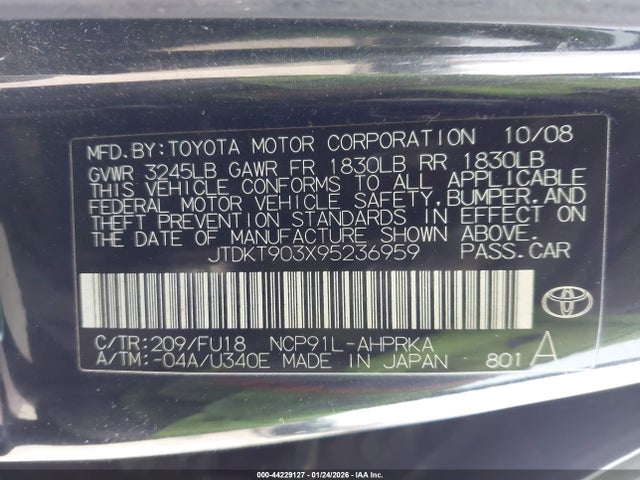 MFD.BY: TOYOTA MOTOR CORPORATION 10/08
GVWR 3245LB GAWR FR 1830LB RR 1830LB
THIS VEHICLE CONFORMS TO ALL APPLICABLE
FEDERAL MOTOR VEHICLE SAFETY, BUMPER, AND
THEFT PREVENTION STANDARDS IN EFFECT ON
THE DATE OF MANUFACTURE SHOWN ABOVE.
JTDKT903X95236959 PASS.CAR
C/TR: 209/FU18 NCP91L-AHPRKA
A/TM: -04A/U340E MADE IN JAPAN 801 A
000-44229127 - 01/24/2026 - IAA Inc.